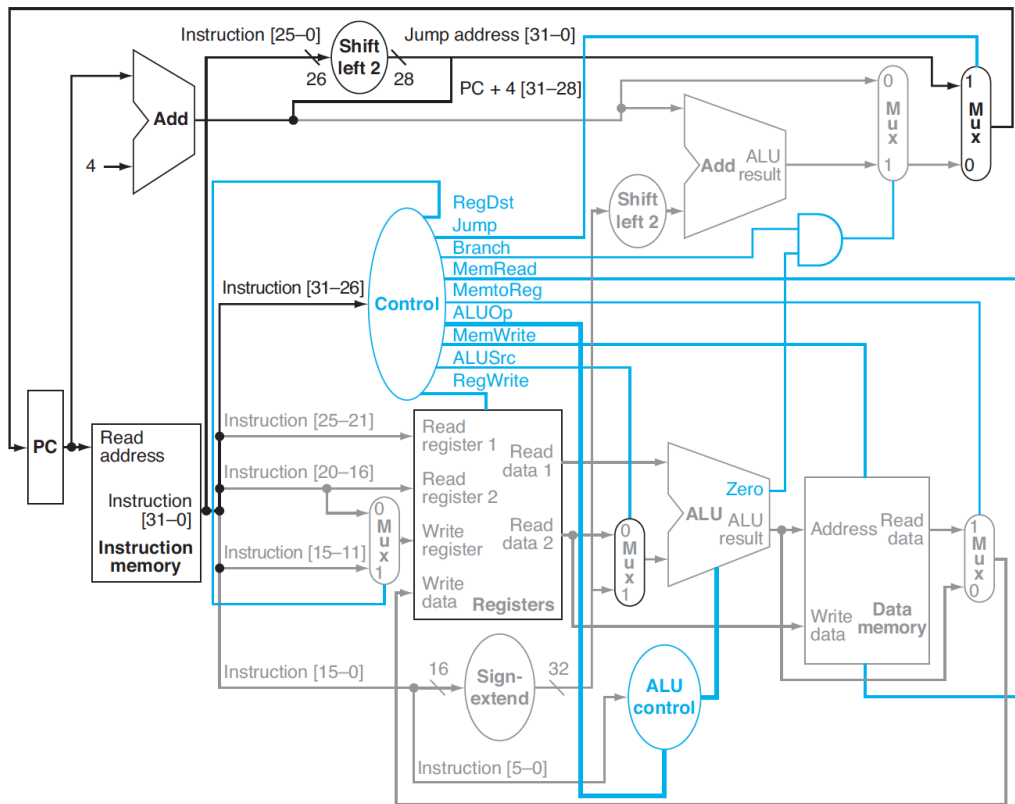 Instruction [25–0]
Shift
left 2
Jump address [31–0]
26
28
PC + 4 [31–28]
Add
4
0
M
u
x
1
1
M
u
x
0
Add
ALU
result
Shift
left 2
RegDst
Jump
Branch
MemRead
MemtoReg
ALUOp
MemWrite
ALUSrc
RegWrite
Instruction [31–26]
Control
PC
Read
address
Instruction
[31–0]
Instruction
memory
Instruction [25–21]
Instruction [20–16]
Instruction [15–11]
0
M
u
x
1
Read
register 1
Read
register 2
Write
register
Write
data
Read
data 1
Read
data 2
Registers
0
M
u
x
1
Zero
ALU
ALU
result
Address
Read
data
Write
data
Data
memory
1
M
u
x
0
Instruction [15–0]
16
Sign-
extend
32
ALU
control
Instruction [5–0]